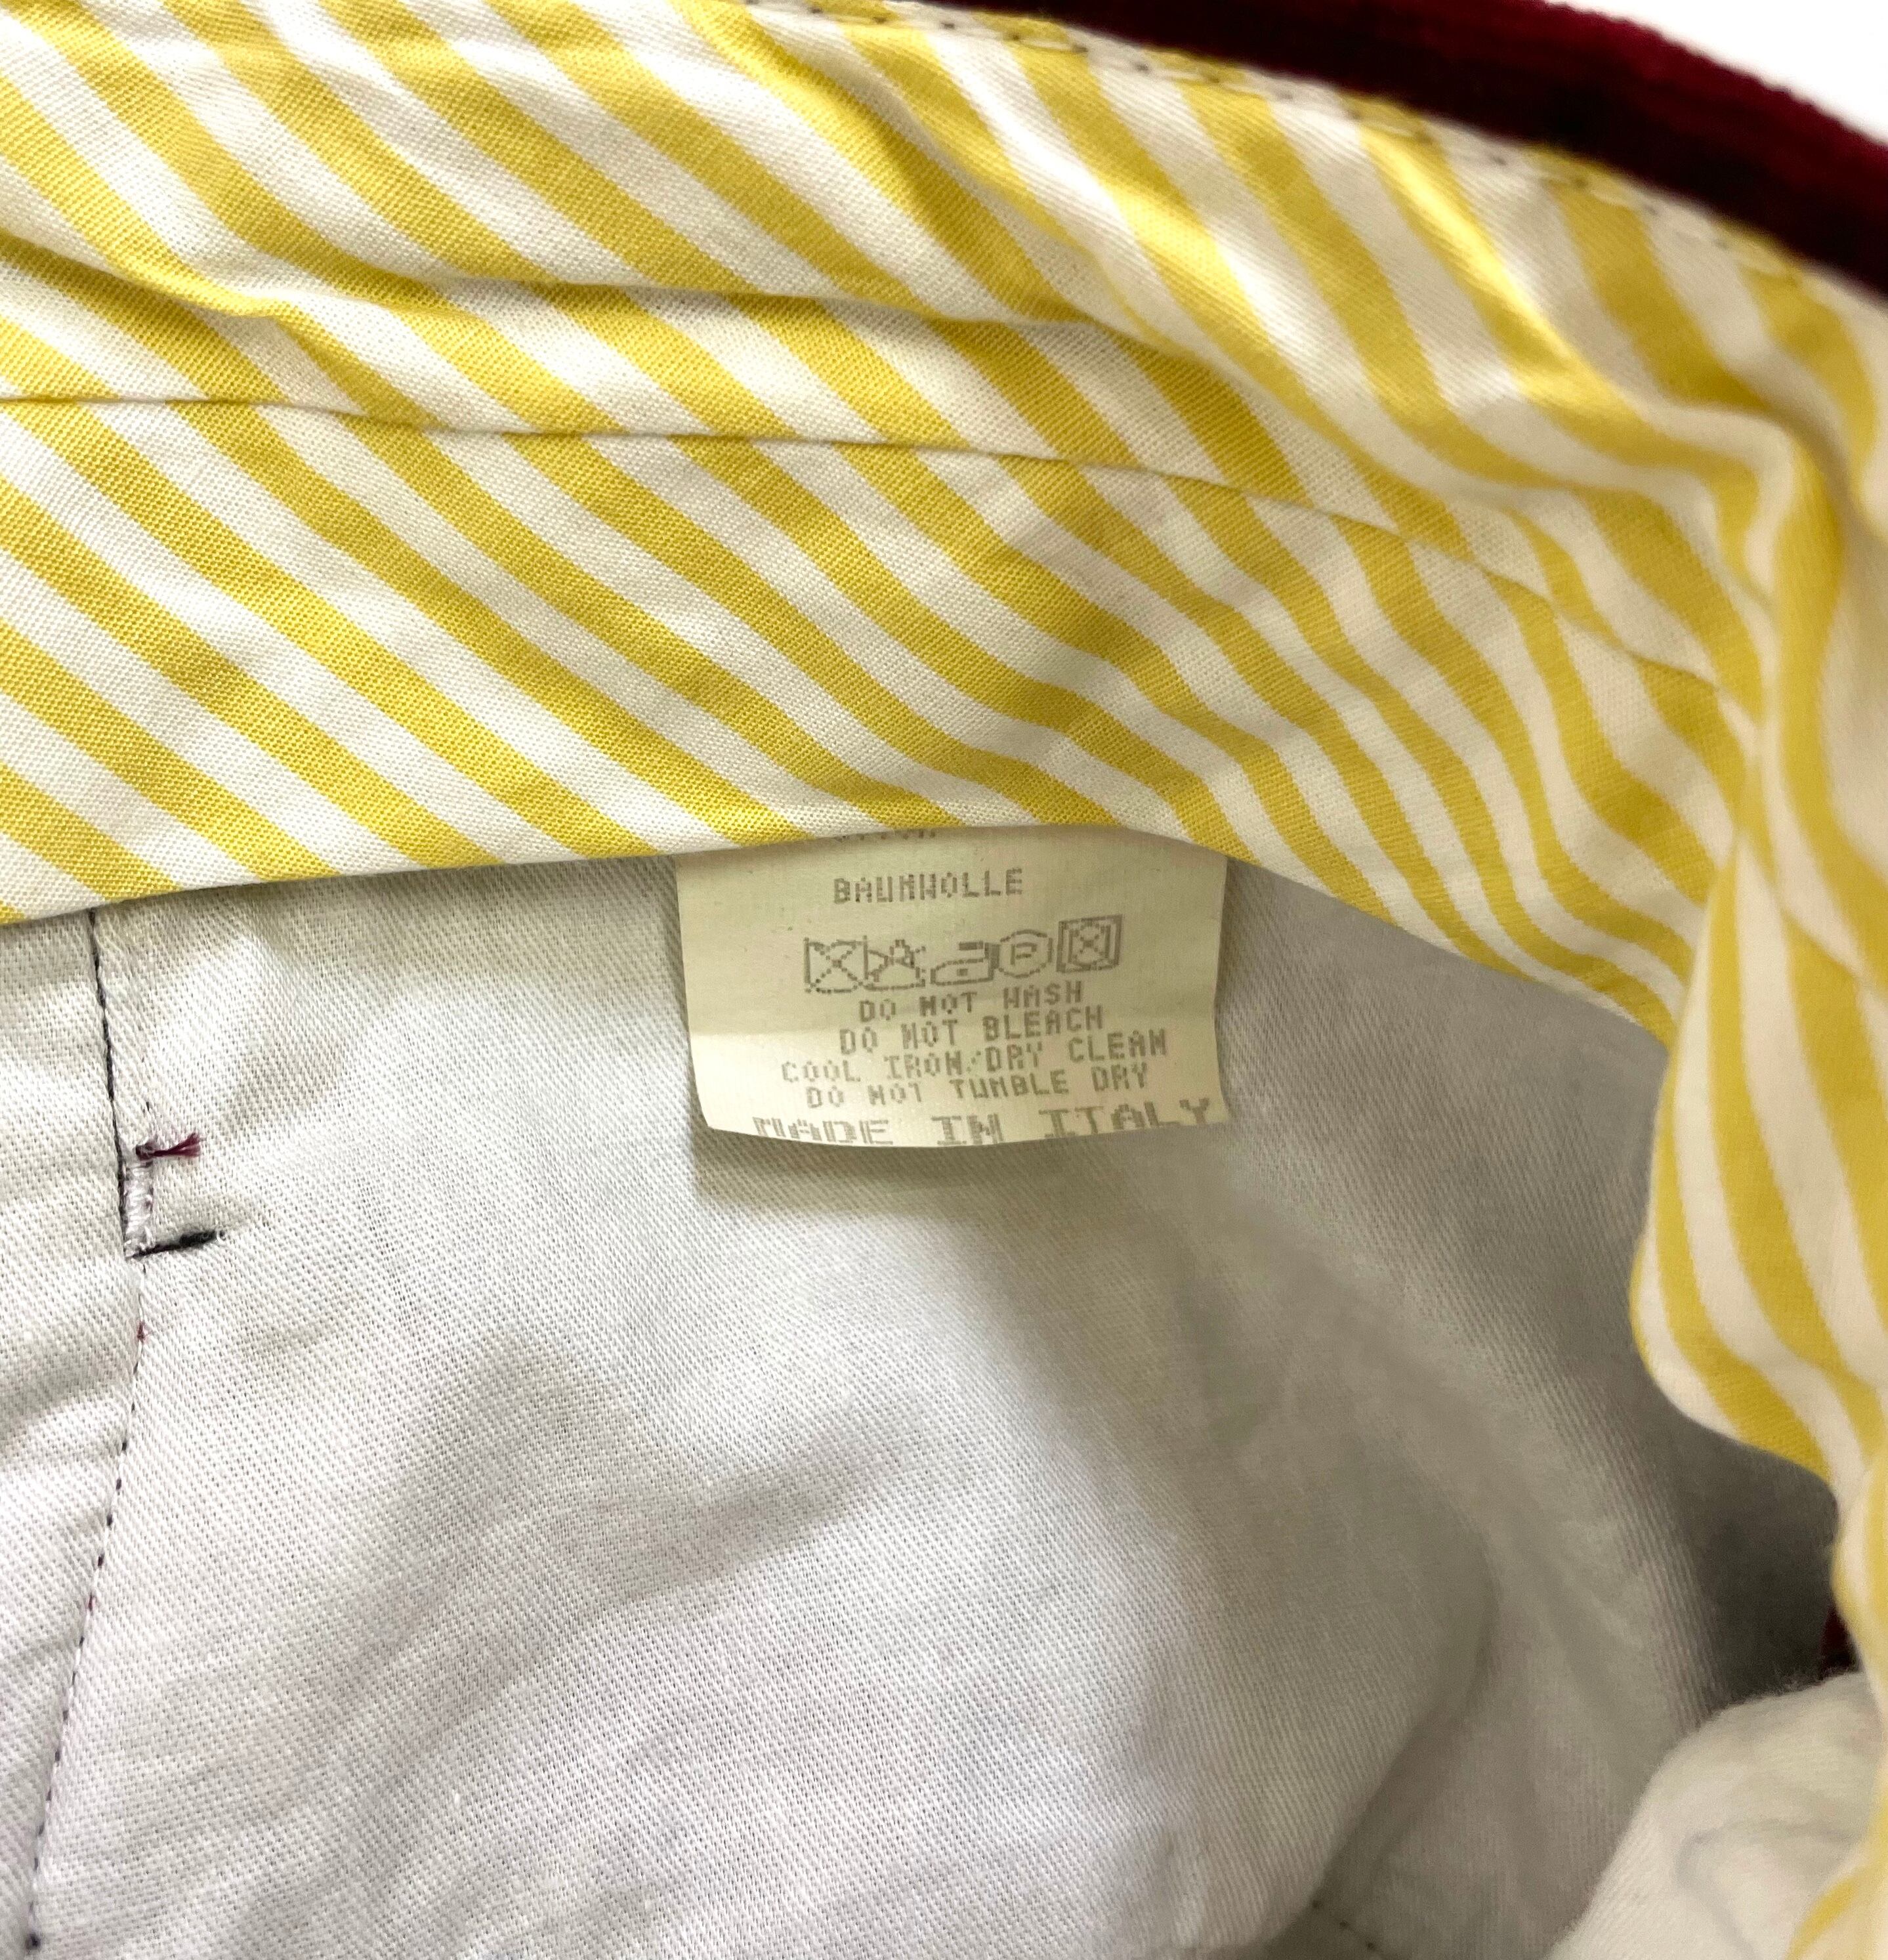 BAUMWOLLE
P
DO NOT WASH
DO NOT BLEACH
COOL IRON/DRY CLEAN
DO NOT TUMBLE DRY
MADE IN ITALY